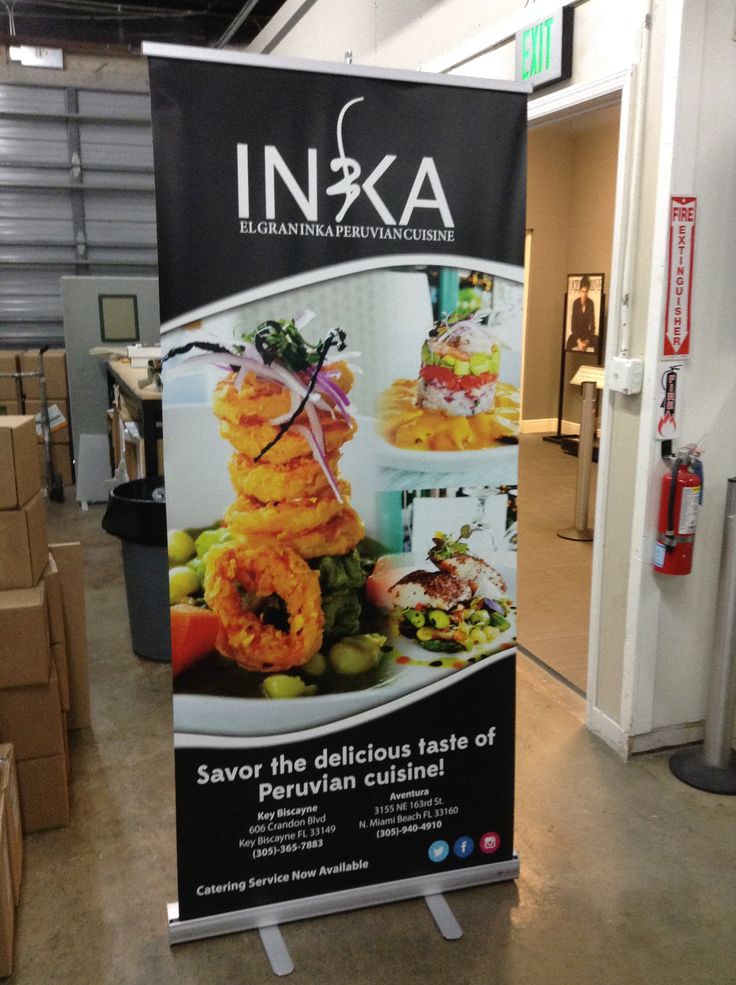 EXIT
INKA
EL GRAN INKA PERUVIAN CUISINE
Savor the delicious taste of
Peruvian cuisine!
Key Biscayne
606 Crandon Blvd
Key Biscayne FL 33149
(305)-365-7883
Aventura
3155 NE 163rd St.
N. Miami Beach FL 33160
(305)-940-4910
Catering Service Now Available
FIRE
EXTINGUISHER
FIRE